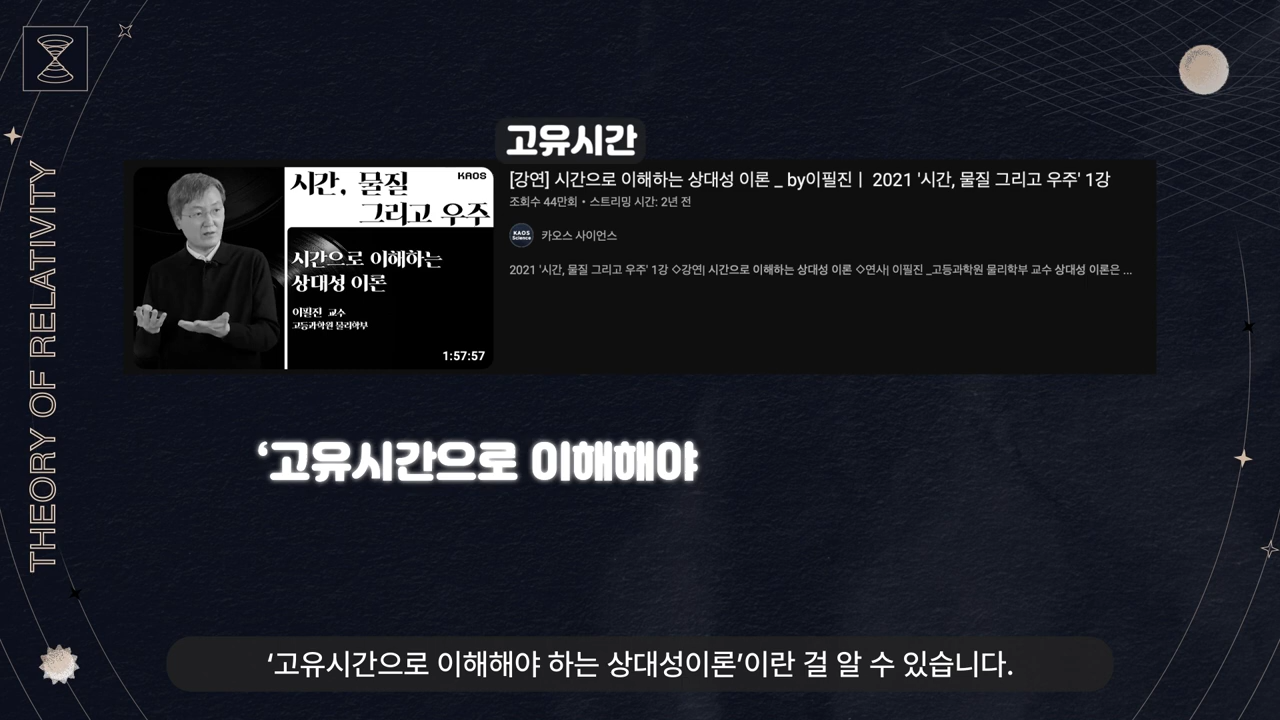 THEORY OF RELATIVITY
고유시간
시간, 물질
그리고 우주
KAOS
시간으로 이해하는
상대성 이론
이필진 교수
고등과학원 물리학부
1:57:57
[강연] 시간으로 이해하는 상대성 이론 _ by이필진ㅣ 2021 '시간, 물질 그리고 우주' 1강
조회수 44만회 • 스트리밍 시간: 2년 전
KAOS
Science
카오스 사이언스
2021 '시간, 물질 그리고 우주' 1강 ◇강연| 시간으로 이해하는 상대성 이론 ◇연사| 이필진 _고등과학원 물리학부 교수 상대성 이론은 ...
‘고유시간으로 이해해야
‘고유시간으로 이해해야 하는 상대성이론’이란 걸 알 수 있습니다.